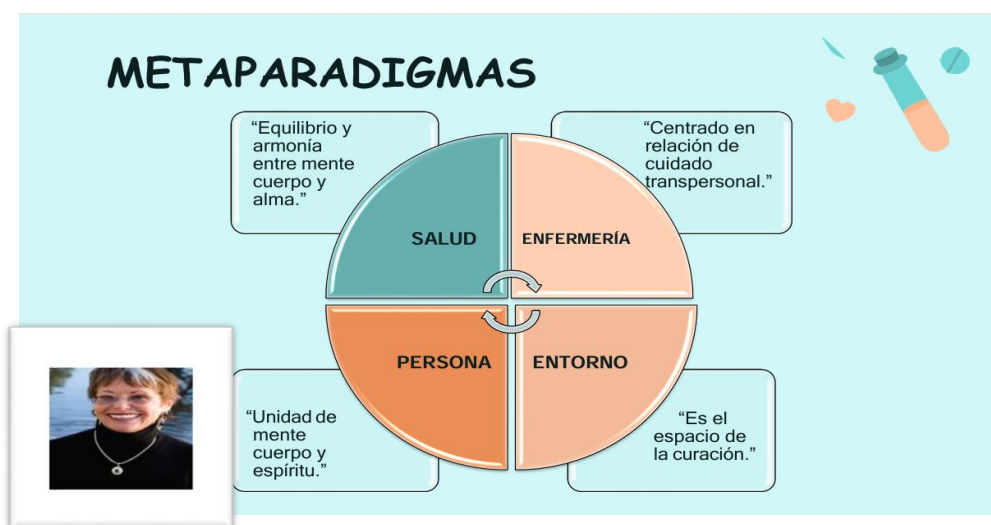 METAPARADIGMAS
“Equilibrio y
armonía
entre mente
cuerpo y
alma.”
“Centrado en
relación de
cuidado
transpersonal.”
SALUD
ENFERMERÍA
PERSONA
ENTORNO
“Unidad de
mente
cuerpo y
espíritu.”
“Es el
espacio de
la curación.”